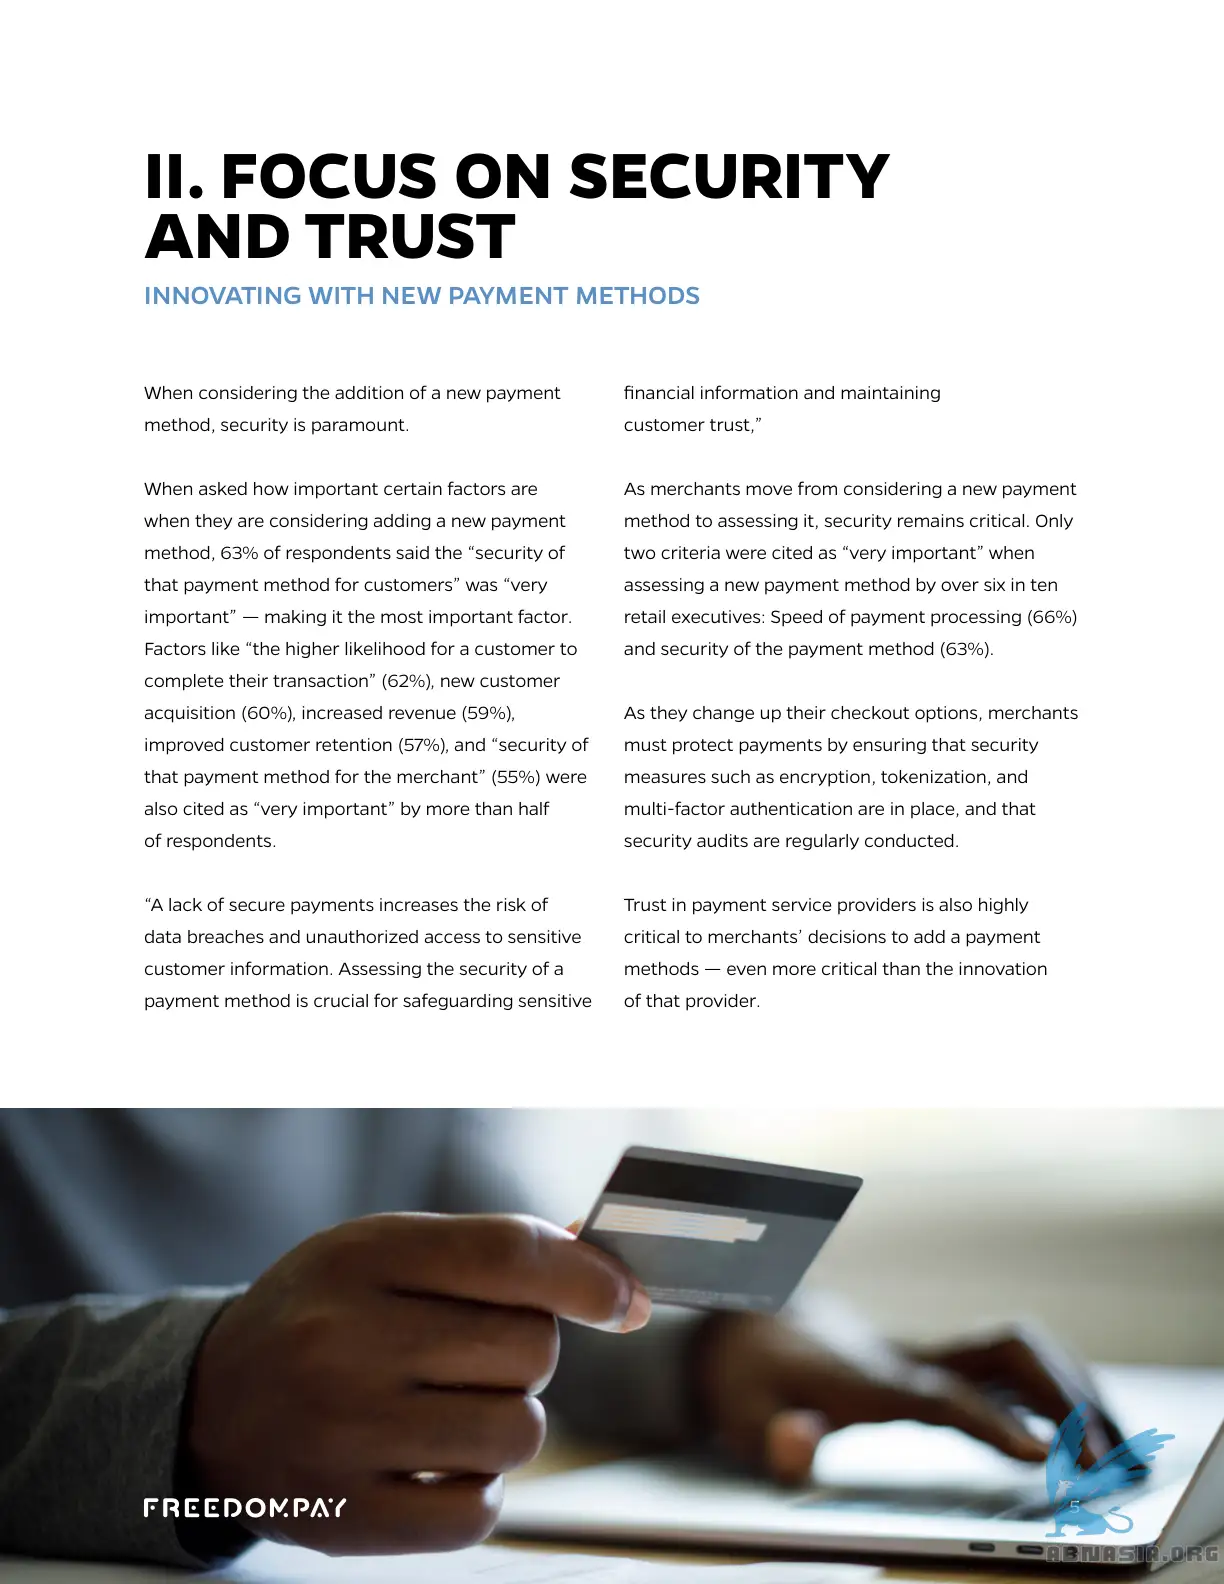 II. FOCUS ON SECURITY
AND TRUST
INNOVATING WITH NEW PAYMENT METHODS
When considering the addition of a new payment
method, security is paramount.
When asked how important certain factors are
when they are considering adding a new payment
method, 63% of respondents said the “security of
that payment method for customers” was “very
important” — making it the most important factor.
Factors like “the higher likelihood for a customer to
complete their transaction” (62%), new customer
acquisition (60%), increased revenue (59%),
improved customer retention (57%), and “security of
that payment method for the merchant” (55%) were
also cited as “very important” by more than half
of respondents.
“A lack of secure payments increases the risk of
data breaches and unauthorized access to sensitive
customer information. Assessing the security of a
payment method is crucial for safeguarding sensitive
financial information and maintaining
customer trust,”
As merchants move from considering a new payment
method to assessing it, security remains critical. Only
two criteria were cited as “very important” when
assessing a new payment method by over six in ten
retail executives: Speed of payment processing (66%)
and security of the payment method (63%).
As they change up their checkout options, merchants
must protect payments by ensuring that security
measures such as encryption, tokenization, and
multi-factor authentication are in place, and that
security audits are regularly conducted.
Trust in payment service providers is also highly
critical to merchants’ decisions to add a payment
methods — even more critical than the innovation
of that provider.
FREEDOMPAY
5
ABNASIA.ORG